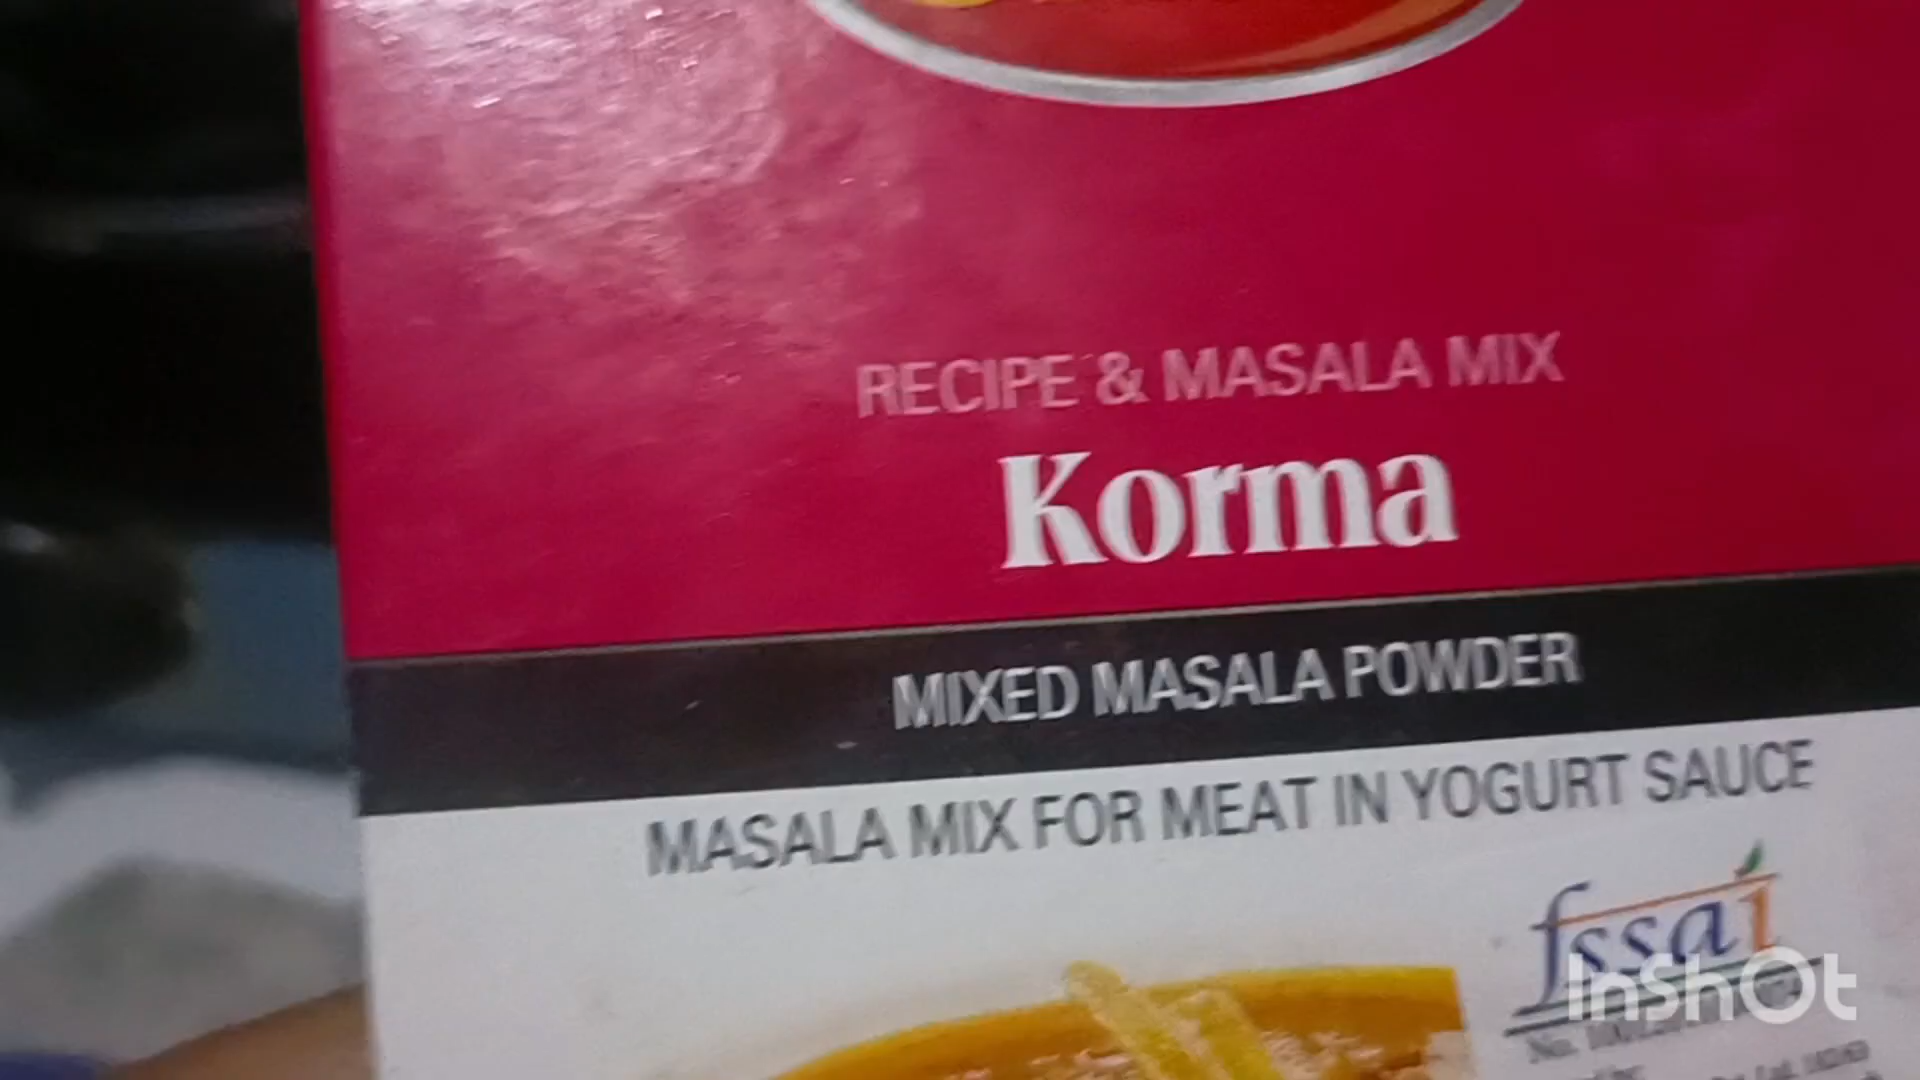 RECIPE & MASALA MIX
Korma
MIXED MASALA POWDER
MASALA MIX FOR MEAT IN YOGURT SAUCE
fssai
InShOt